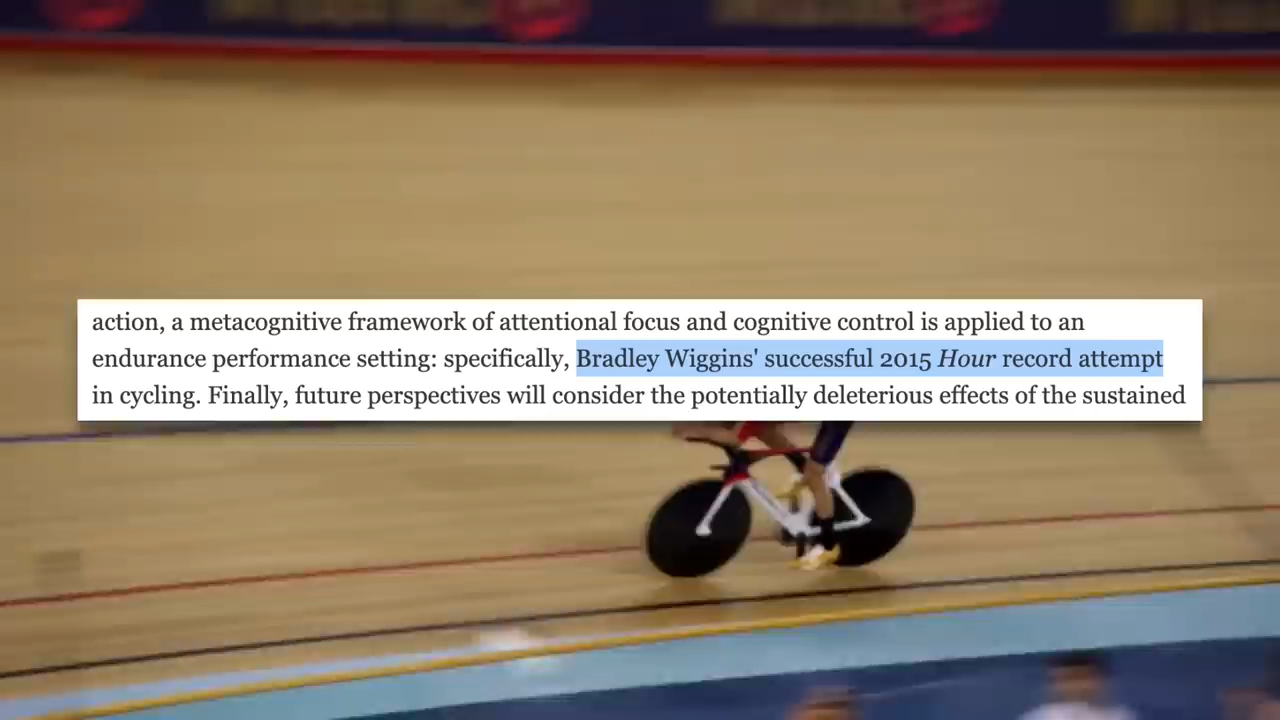 action, a metacognitive framework of attentional focus and cognitive control is applied to an
endurance performance setting: specifically, Bradley Wiggins' successful 2015 Hour record attempt
in cycling. Finally, future perspectives will consider the potentially deleterious effects of the sustained